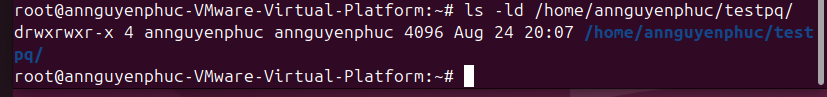 root@annguyenphuc-VMware-Virtual-Platform:~# ls -ld /home/annguyenphuc/testpq/
drwxrwxr-x 4 annguyenphuc annguyenphuc 4096 Aug 24 20:07 /home/annguyenphuc/test
pq/
root@annguyenphuc-VMware-Virtual-Platform:~#